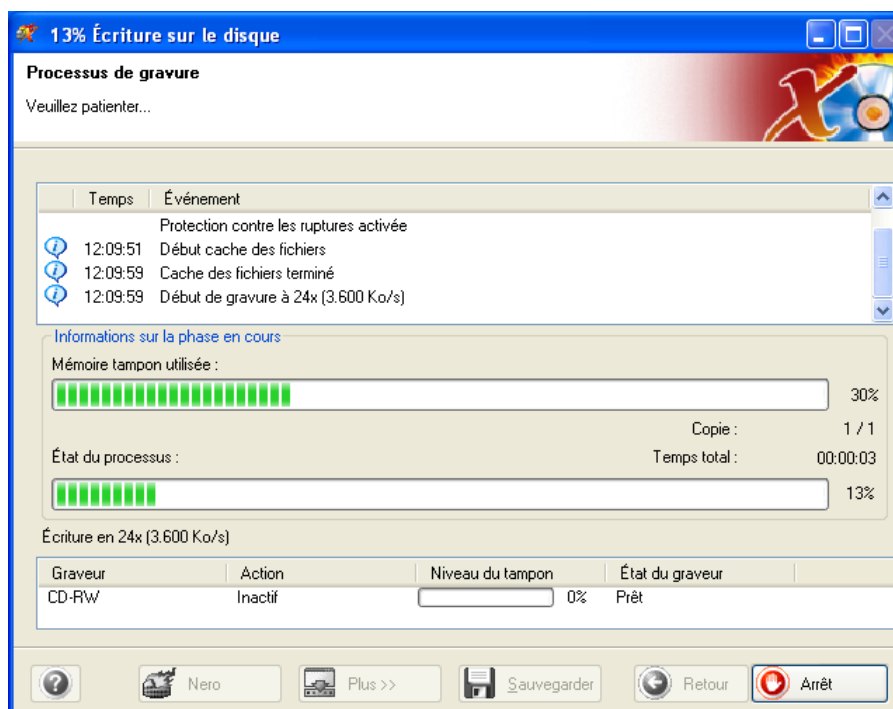 13% Écriture sur le disque
Processus de gravure
Veuillez patienter...
Temps Événement
Protection contre les ruptures activée
12:09:51 Début cache des fichiers
12:09:59 Cache des fichiers terminé
12:09:59 Début de gravure à 24x (3.600 Ko/s)
Informations sur la phase en cours
Mémoire tampon utilisée :
30%
Copie : 1 / 1
État du processus : Temps total : 00:00:03
13%
Écriture en 24x (3.600 Ko/s)
Graveur Action Niveau du tampon État du graveur
CD-RW Inactif 0% Prêt
Nero Plus >> Sauvegarder Retour Arrêt